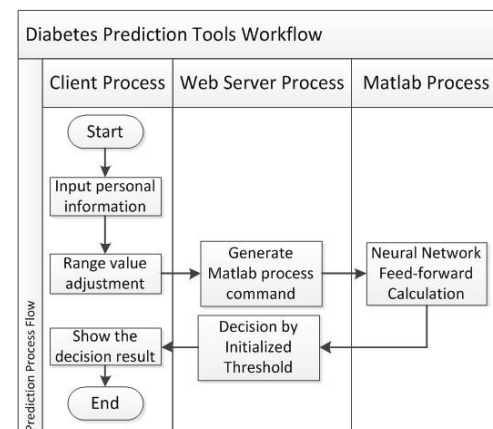 Diabetes Prediction Tools Workflow
Client Process
Web Server Process
Matlab Process
Prediction Process Flow
Start
Input personal
information
Range value
adjustment
Generate
Matlab process
command
Neural Network
Feed-forward
Calculation
Decision by
Initialized
Threshold
Show the
decision result
End